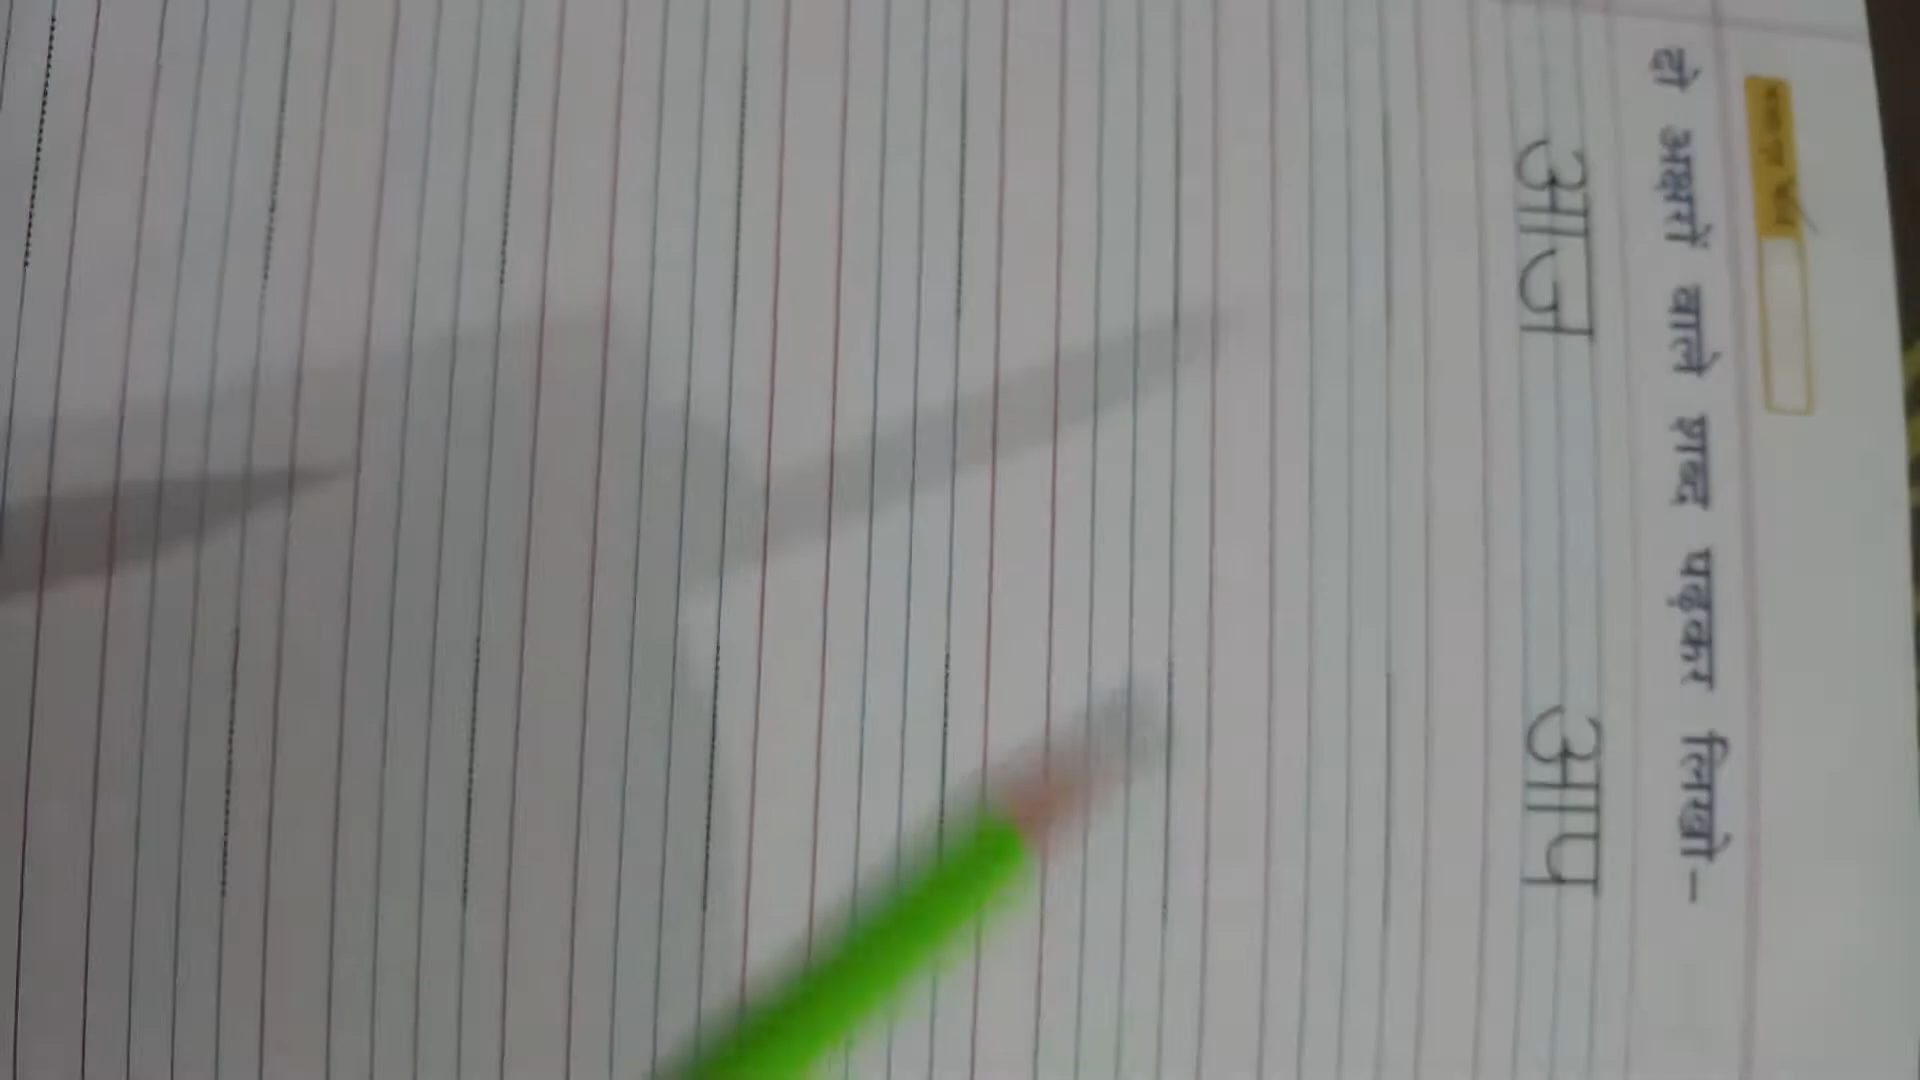 दो अक्षरों वाले शब्द पढ़कर लिखो-
आज आप